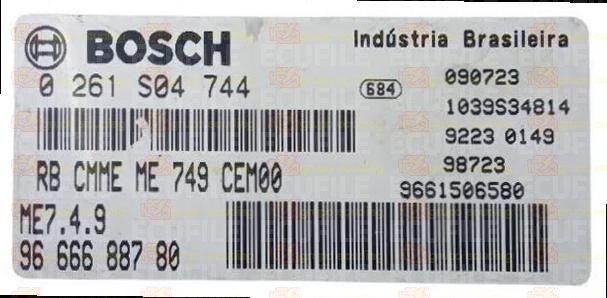 BOSCH
Indústria Brasileira
0 261 S04 744
684
090723
1039S34814
9223 0149
98723
9661506580
RB CMME ME 749 CEM00
ME7.4.9
96 666 887 80